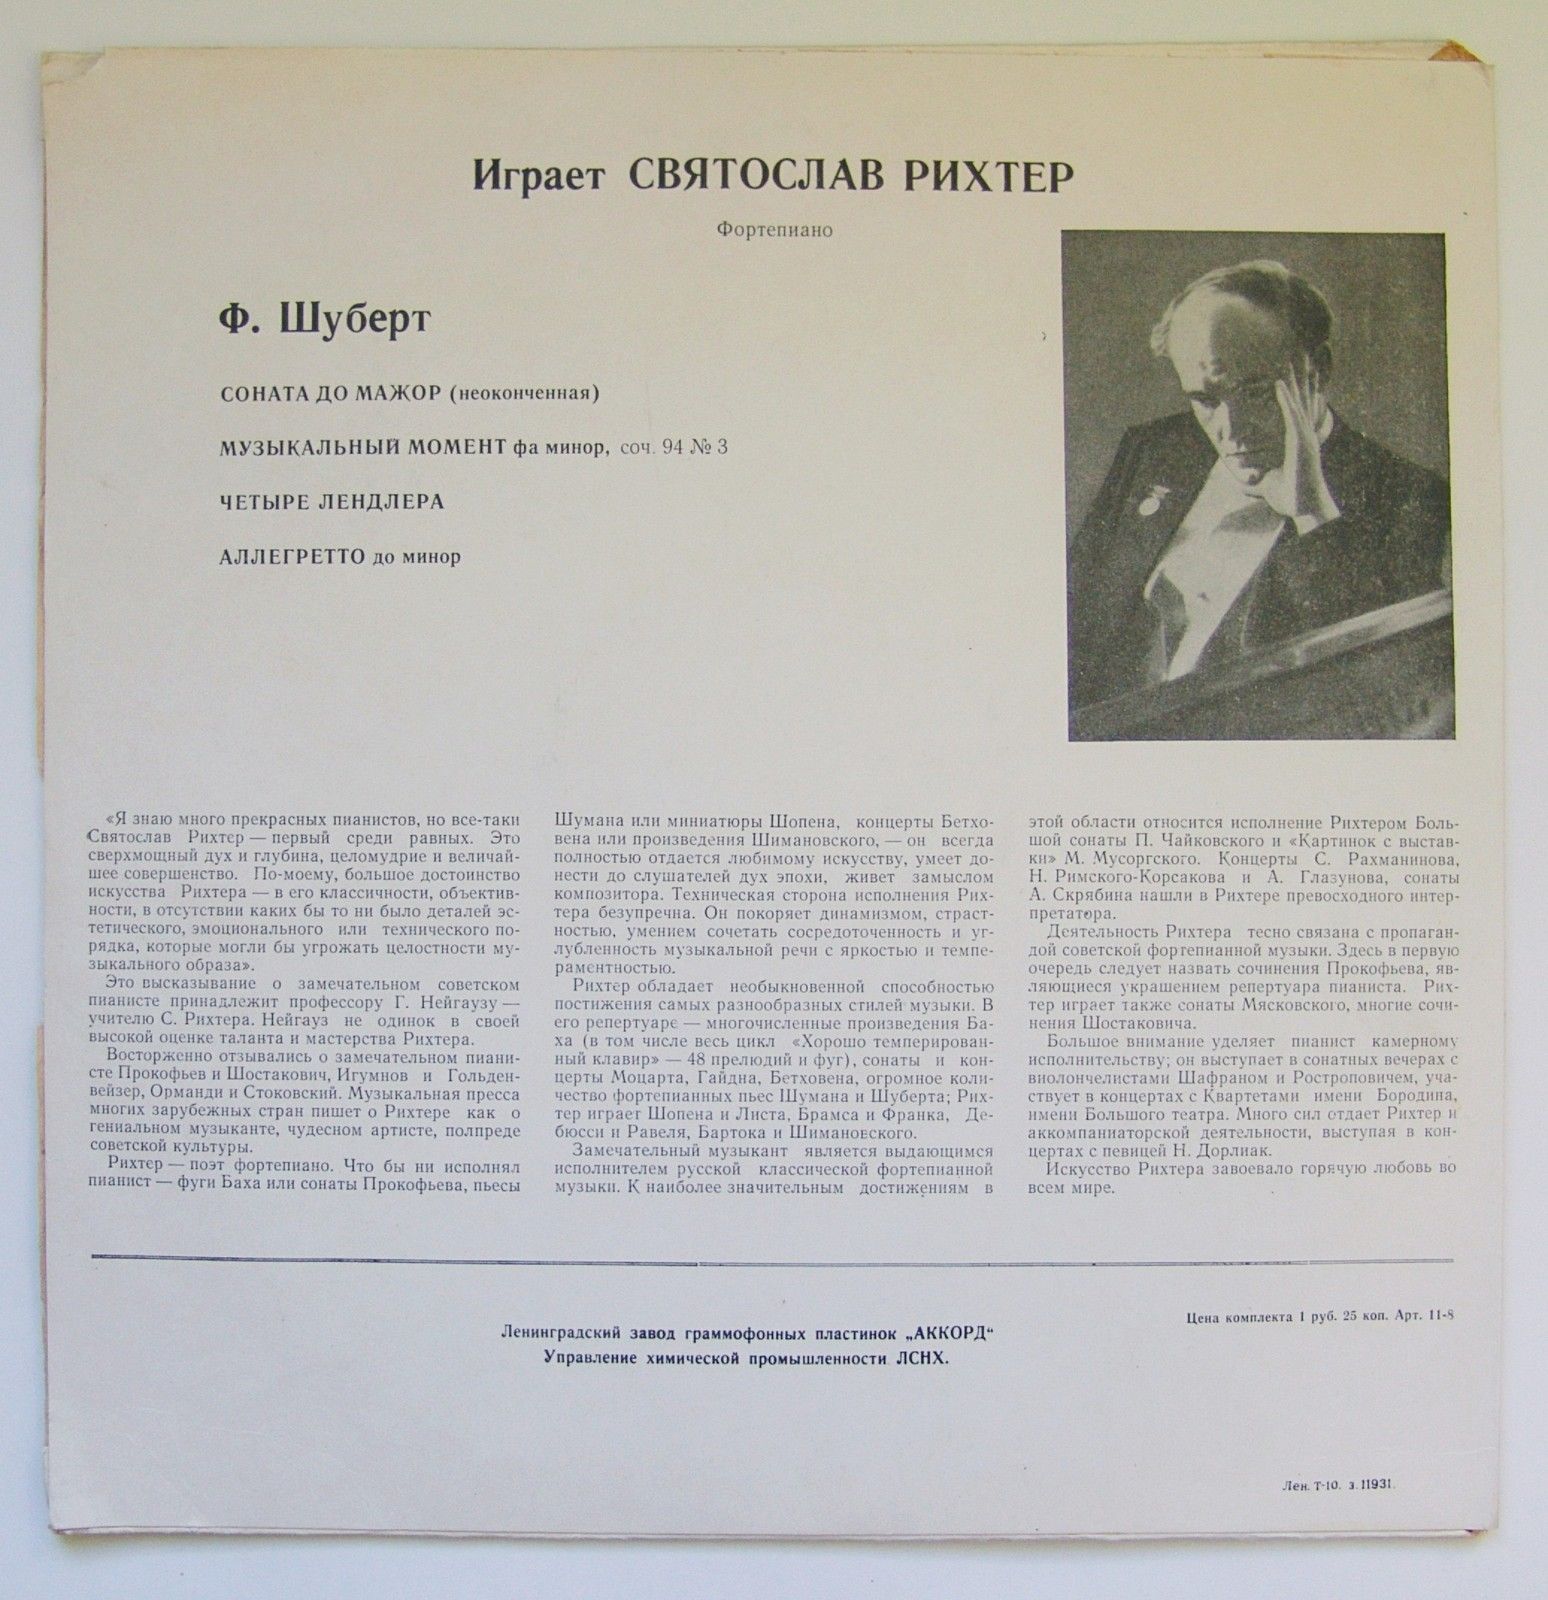 Играет СВЯТОСЛАВ РИХТЕР
Фортепиано
Ф. Шуберт
СОНАТА ДО МАЖОР (неоконченная)
МУЗЫКАЛЬНЫЙ МОМЕНТ фа минор, соч. 94 № 3
ЧЕТЫРЕ ЛЕНДЛЕРА
АЛЛЕГРЕТТО до минор
«Я знаю много прекрасных пианистов, но все-таки
Святослав Рихтер — первый среди равных. Это
сверхмощный дух и глубина, целомудрие и величай-
шее совершенство. По-моему, большое достоинство
искусства Рихтера — в его классичности, объектив-
ности, в отсутствии каких бы то ни было деталей эс-
тетического, эмоционального или технического по-
рядка, которые могли бы угрожать целостности му-
зыкального образа».
Это высказывание о замечательном советском
пианисте принадлежит профессору Г. Нейгаузу —
учителю С. Рихтера. Нейгауз не одинок в своей
высокой оценке таланта и мастерства Рихтера.
Восторженно отзывались о замечательном пиани-
сте Прокофьев и Шостакович, Игумнов и Гольден-
вейзер, Орманди и Стоковский. Музыкальная пресса
многих зарубежных стран пишет о Рихтере как о
гениальном музыканте, чудесном артисте, полпреде
советской культуры.
Рихтер — поэт фортепиано. Что бы ни исполнял
пианист — фуги Баха или сонаты Прокофьева, пьесы
Шумана или миниатюры Шопена, концерты Бетхо-
вена или произведения Шимановского, — он всегда
полностью отдается любимому искусству, умеет до-
нести до слушателей дух эпохи, живет замыслом
композитора. Техническая сторона исполнения Рих-
тера безупречна. Он покоряет динамизмом, страст-
ностью, умением сочетать сосредоточенность и уг-
лубленность музыкальной речи с яркостью и темпе-
раментностью.
Рихтер обладает необыкновенной способностью
постижения самых разнообразных стилей музыки. В
его репертуаре — многочисленные произведения Ба-
ха (в том числе весь цикл «Хорошо темперирован-
ный клавир» — 48 прелюдий и фуг), сонаты и кон-
церты Моцарта, Гайдна, Бетховена, огромное коли-
чество фортепианных пьес Шумана и Шуберта; Рих-
тер играет Шопена и Листа, Брамса и Франка, Де-
бюсси и Равеля, Бартока и Шимановского.
Замечательный музыкант является выдающимся
исполнителем русской классической фортепианной
музыки. К наиболее значительным достижениям в
этой области относится исполнение Рихтером Боль-
шой сонаты П. Чайковского и «Картинок с выстав-
ки» М. Мусоргского. Концерты С. Рахманинова,
Н. Римского-Корсакова и А. Глазунова, сонаты
А. Скрябина нашли в Рихтере превосходного интер-
претатора.
Деятельность Рихтера тесно связана с пропаган-
дой советской фортепианной музыки. Здесь в первую
очередь следует назвать сочинения Прокофьева, яв-
ляющиеся украшением репертуара пианиста. Рих-
тер играет также сонаты Мясковского, многие сочи-
нения Шостаковича.
Большое внимание уделяет пианист камерному
исполнительству; он выступает в сонатных вечерах с
виолончелистами Шафраном и Ростроповичем, уча-
ствует в концертах с Квартетами имени Бородина,
имени Большого театра. Много сил отдает Рихтер и
аккомпаниаторской деятельности, выступая в кон-
цертах с певицей Н. Дорлиак.
Искусство Рихтера завоевало горячую любовь во
всем мире.
Цена комплекта 1 руб. 25 коп. Арт. 11-8
Ленинградский завод граммофонных пластинок „АККОРД“
Управление химической промышленности ЛСНХ.
Лен. Т-10. з. 11931.